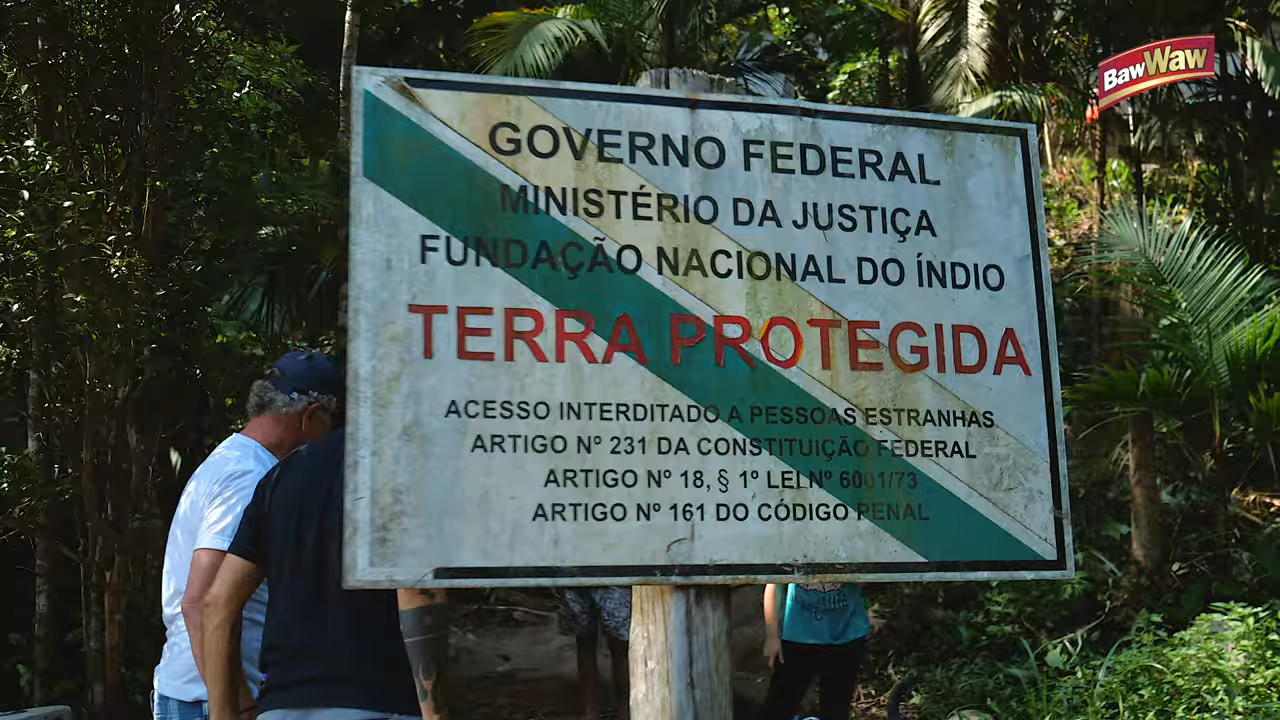 BawWaw
GOVERNO FEDERAL
MINISTÉRIO DA JUSTIÇA
FUNDAÇÃO NACIONAL DO ÍNDIO
TERRA PROTEGIDA
ACESSO INTERDITADO A PESSOAS ESTRANHAS
ARTIGO Nº 231 DA CONSTITUIÇÃO FEDERAL
ARTIGO Nº 18, § 1º LEI Nº 6001/73
ARTIGO Nº 161 DO CÓDIGO PENAL